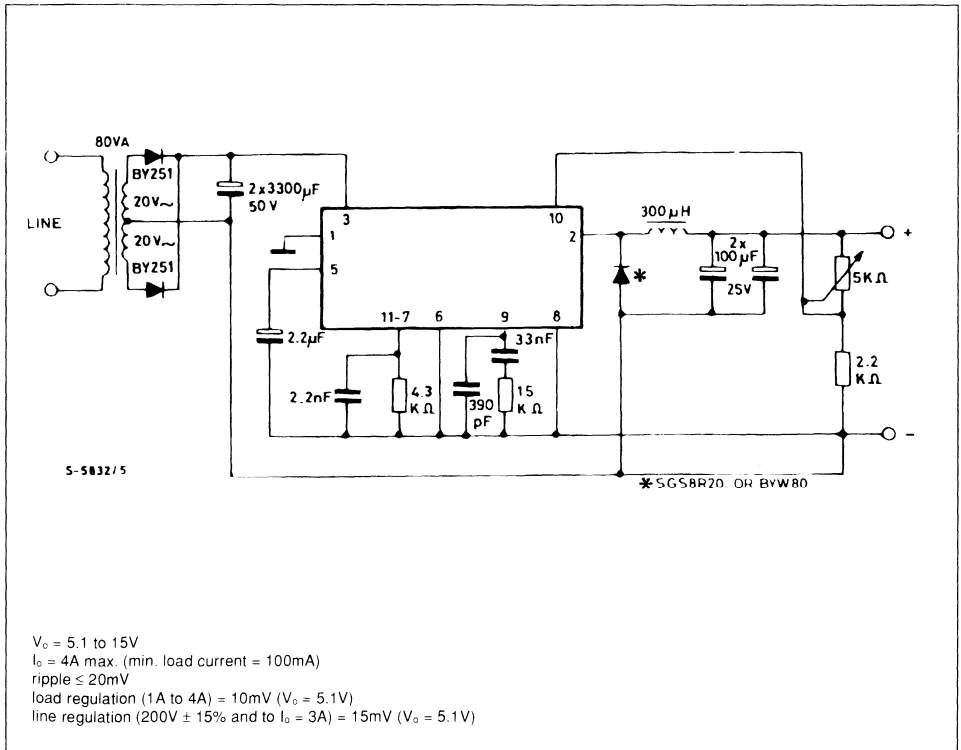 80VA
BY251
20V~
LINE
20V~
BY251
2x3300µF
50V
3
10
1
2
5
11-7
6
9
8
300µH
2x
100µF
25V
*
5KΩ
2.2
KΩ
2.2µF
2.2nF
4.3
KΩ
390
pF
33nF
15
KΩ
+
-
S-5832/5
*SGS8R20 OR BYW80
V₀ = 5.1 to 15V
I₀ = 4A max. (min. load current = 100mA)
ripple ≤ 20mV
load regulation (1A to 4A) = 10mV (V₀ = 5.1V)
line regulation (200V ± 15% and to I₀ = 3A) = 15mV (V₀ = 5.1V)